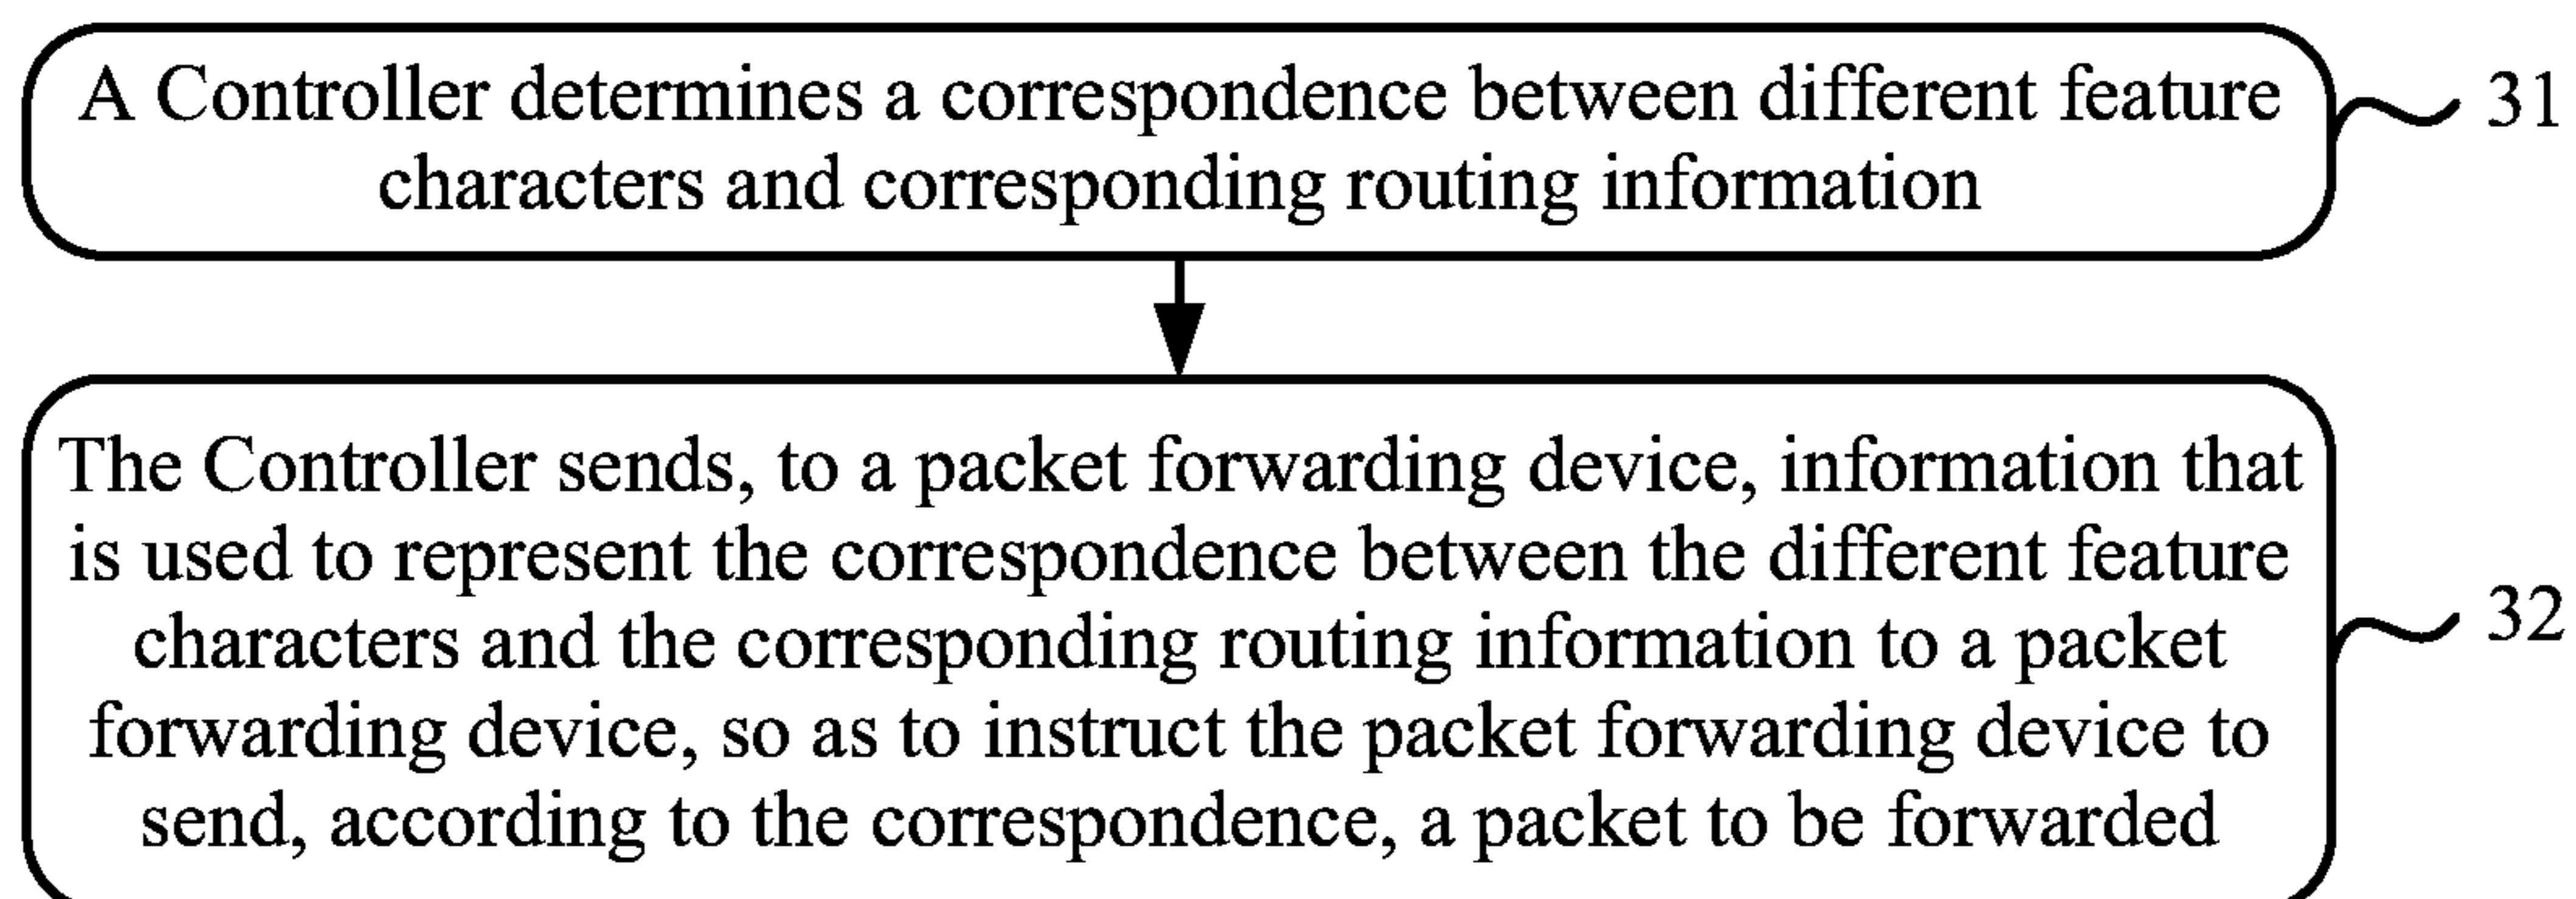 A Controller determines a correspondence between different feature
characters and corresponding routing information
31
The Controller sends, to a packet forwarding device, information that
is used to represent the correspondence between the different feature
characters and the corresponding routing information to a packet
forwarding device, so as to instruct the packet forwarding device to
send, according to the correspondence, a packet to be forwarded
32